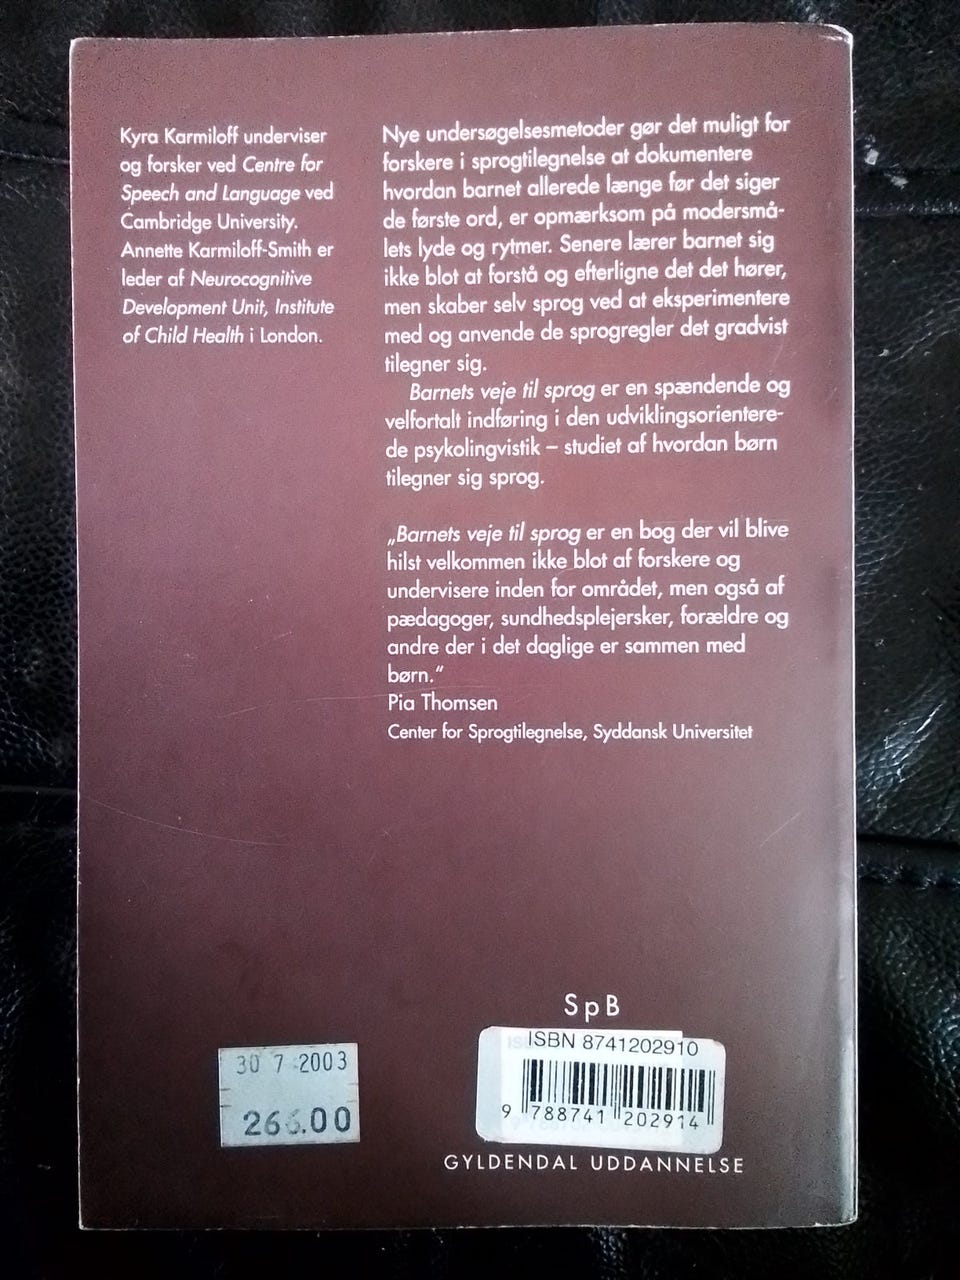 Kyra Karmiloff underviser
og forsker ved Centre for
Speech and Language ved
Cambridge University.
Annette Karmiloff-Smith er
leder af Neurocognitive
Development Unit, Institute
of Child Health i London.
Nye undersøgelsesmetoder gør det muligt for
forskere i sprogtilegnelse at dokumentere
hvordan barnet allerede længe før det siger
de første ord, er opmærksom på modersmå-
lets lyde og rytmer. Senere lærer barnet sig
ikke blot at forstå og efterligne det det hører,
men skaber selv sprog ved at eksperimentere
med og anvende de sprogregler det gradvist
tilegner sig.
Barnets veje til sprog er en spændende og
velfortalt indføring i den udviklingsorientere-
de psykolingvistik – studiet af hvordan børn
tilegner sig sprog.
„Barnets veje til sprog er en bog der vil blive
hilst velkommen ikke blot af forskere og
undervisere inden for området, men også af
pædagoger, sundhedsplejersker, forældre og
andre der i det daglige er sammen med
børn.“
Pia Thomsen
Center for Sprogtilegnelse, Syddansk Universitet
SpB
30 7 2003
266.00
ISBN 8741202910
9 788741 202914
GYLDENDAL UDDANNELSE